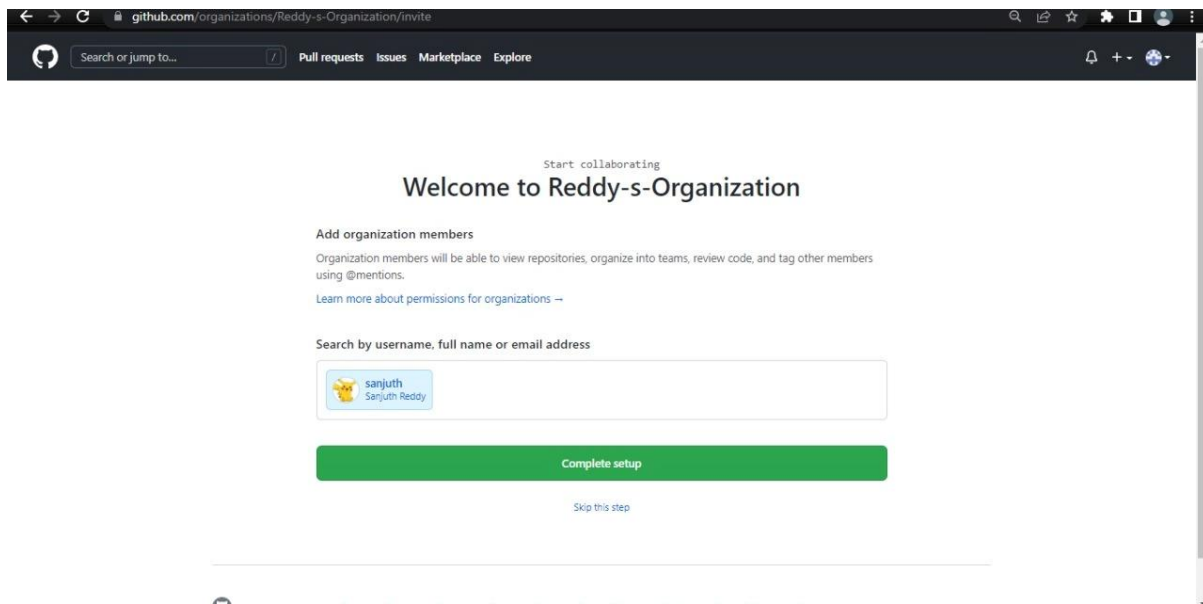 github.com/organizations/Reddy-s-Organization/invite
Search or jump to... /
Pull requests Issues Marketplace Explore
Start collaborating
Welcome to Reddy-s-Organization
Add organization members
Organization members will be able to view repositories, organize into teams, review code, and tag other members
using @mentions.
Learn more about permissions for organizations →
Search by username, full name or email address
sanjuth
Sanjuth Reddy
Complete setup
Skip this step